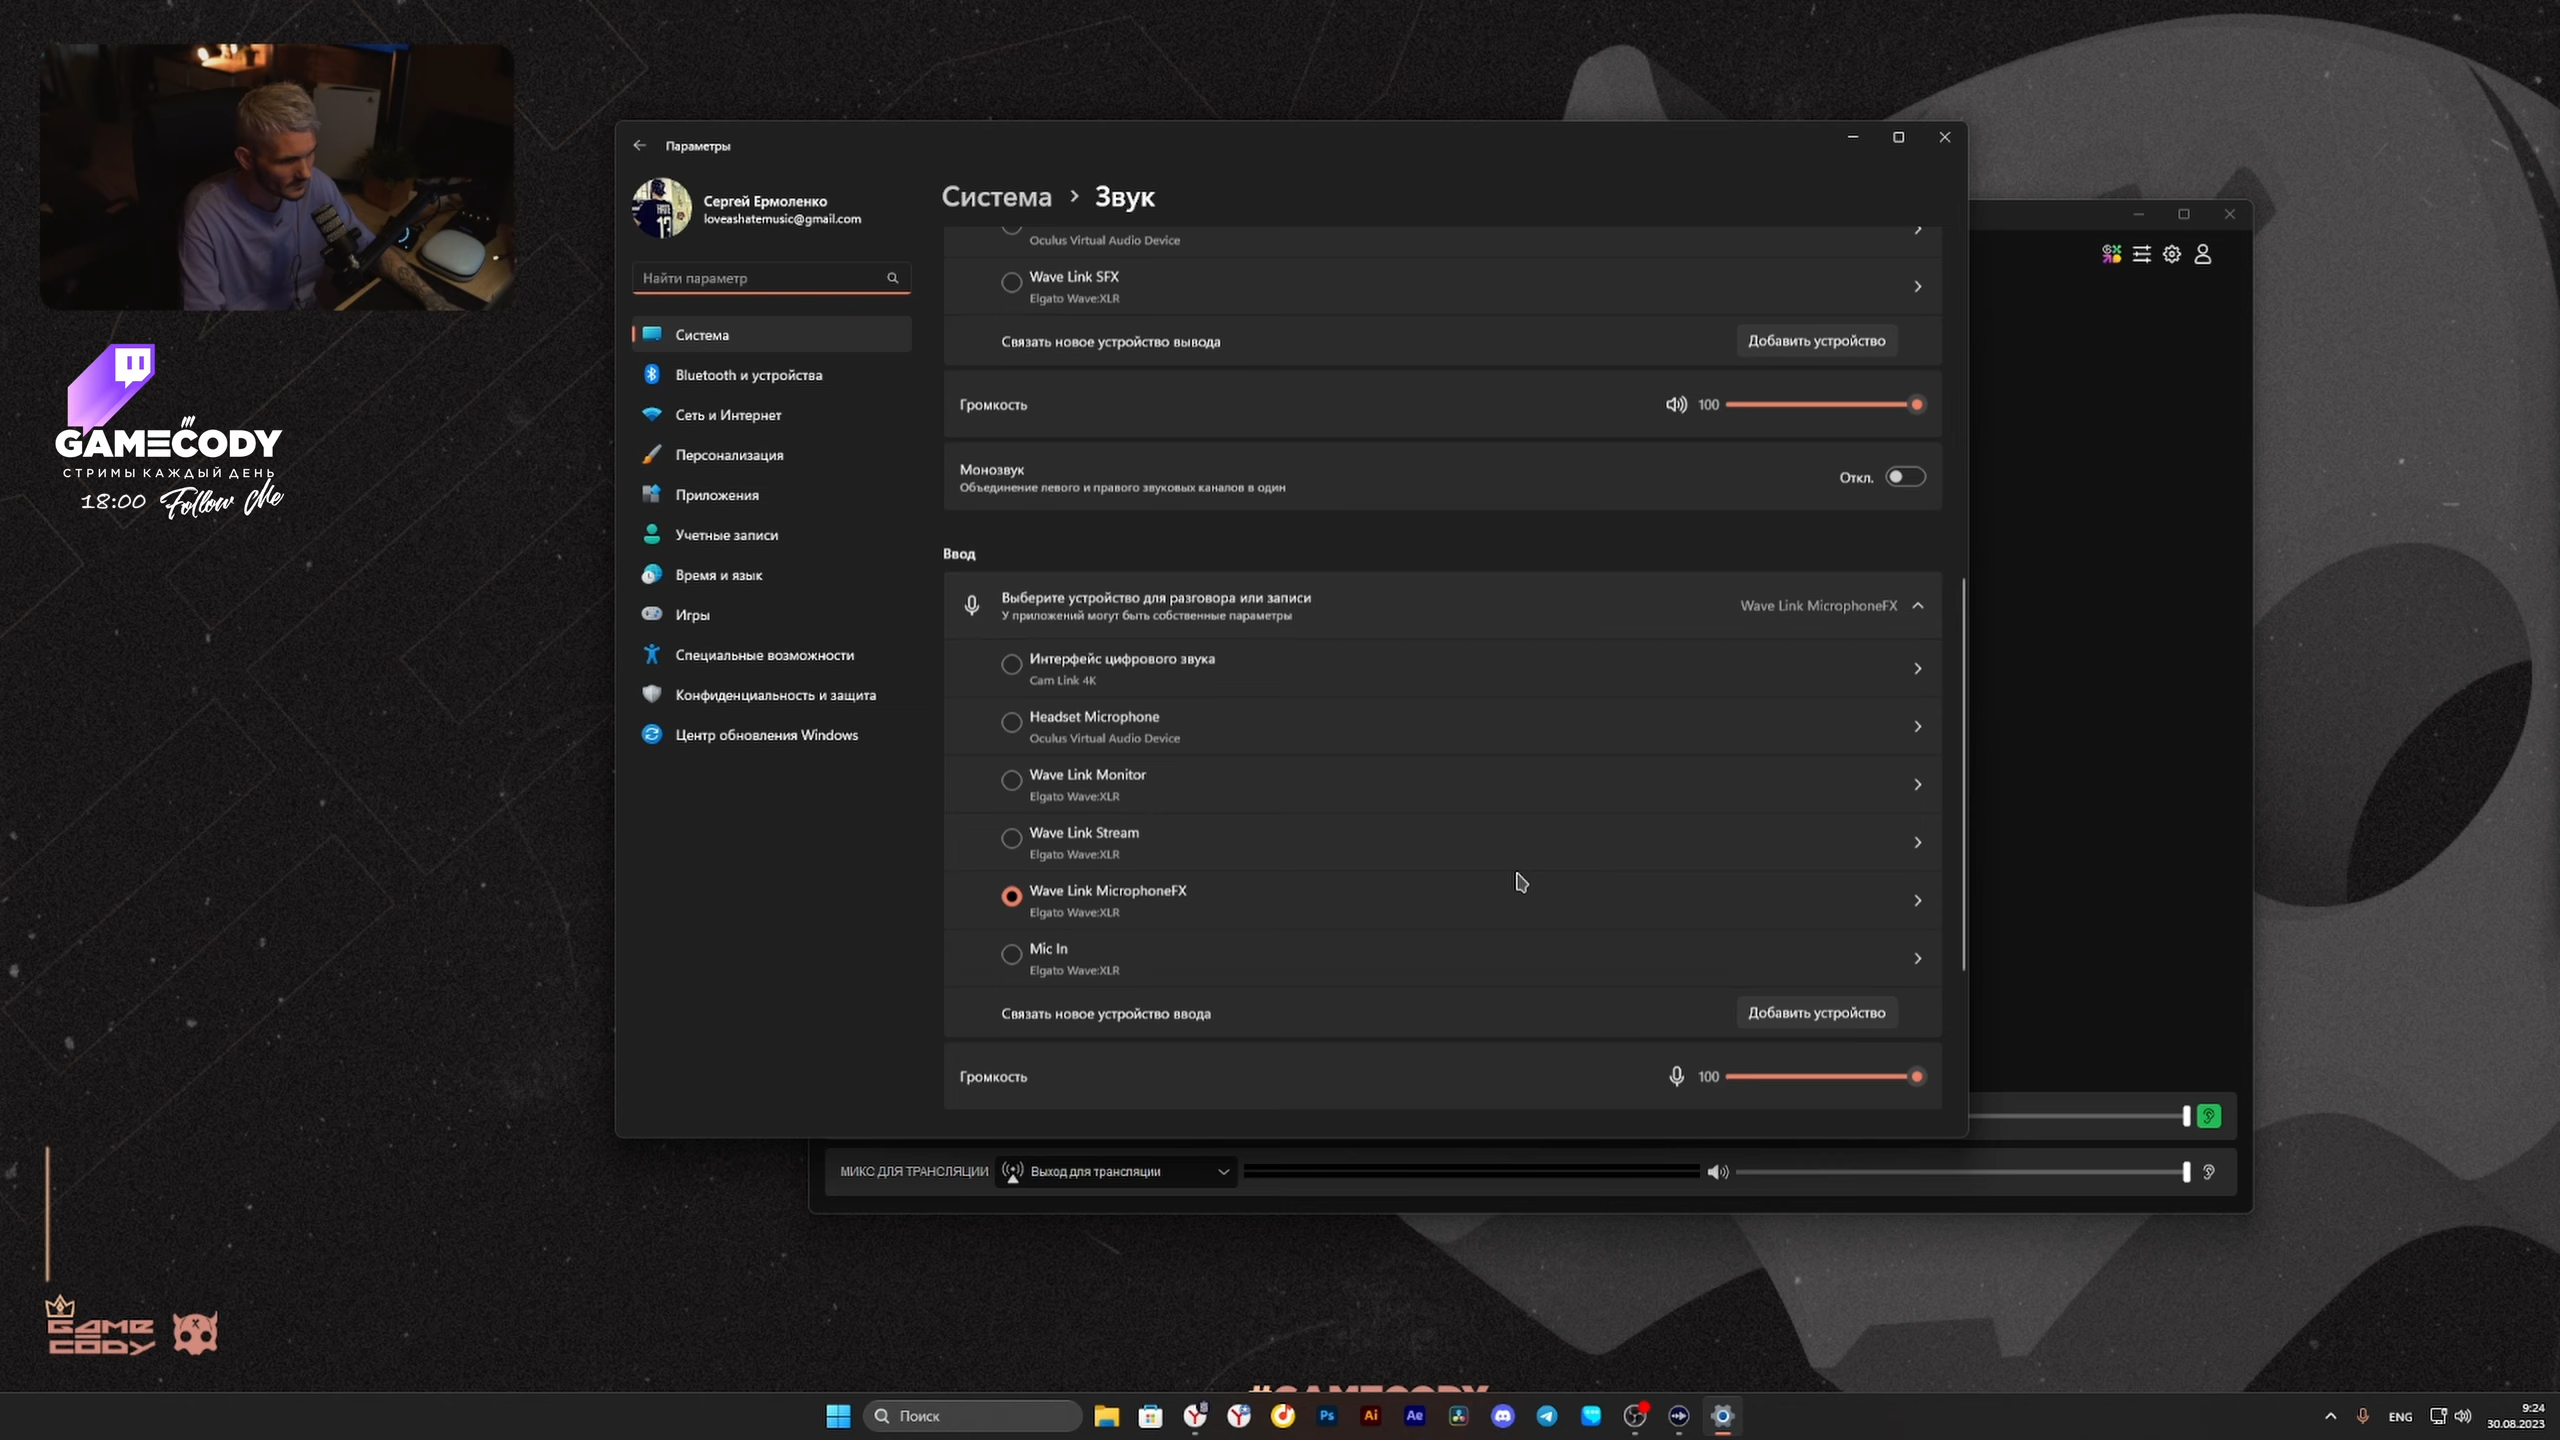 Параметры
Сергей Ермоленко
loveashatemusic@gmail.com
Найти параметр
Система
Bluetooth и устройства
Сеть и Интернет
Персонализация
Приложения
Учетные записи
Время и язык
Игры
Специальные возможности
Конфиденциальность и защита
Центр обновления Windows
Система > Звук
Oculus Virtual Audio Device
Wave Link SFX
Elgato Wave:XLR
Связать новое устройство вывода
Добавить устройство
Громкость
100
Монозвук
Объединение левого и правого звуковых каналов в один
Откл.
Ввод
Выберите устройство для разговора или записи
У приложений могут быть собственные параметры
Wave Link MicrophoneFX
Интерфейс цифрового звука
Cam Link 4K
Headset Microphone
Oculus Virtual Audio Device
Wave Link Monitor
Elgato Wave:XLR
Wave Link Stream
Elgato Wave:XLR
Wave Link MicrophoneFX
Elgato Wave:XLR
Mic In
Elgato Wave:XLR
Связать новое устройство ввода
Добавить устройство
Громкость
100
МИКС ДЛЯ ТРАНСЛЯЦИИ
Выход для трансляции
GAMECODY
СТРИМЫ КАЖДЫЙ ДЕНЬ
18:00 Follow Me
GAME
CODY
#GAMECODY
Поиск
Ps
Ai
Ae
ENG
9:24
30.08.2023